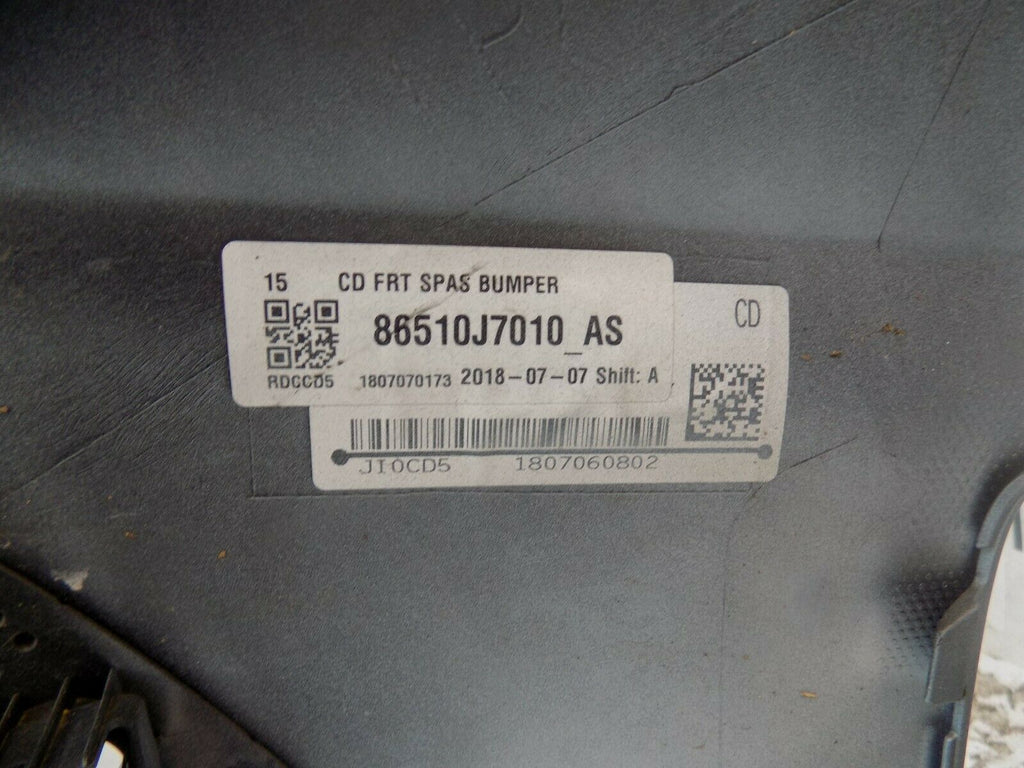 15 CD FRT SPAS BUMPER
86510J7010_AS
RDCCD5 1807070173 2018-07-07 Shift: A
CD
JI0CD5 1807060802